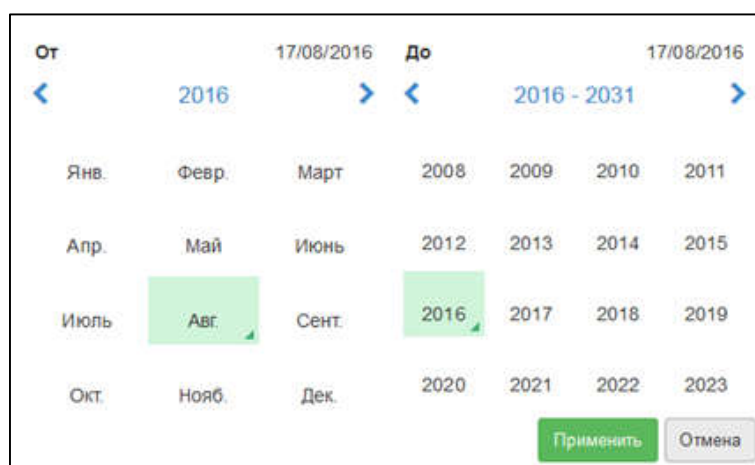 От 17/08/2016 До 17/08/2016
2016 2016 - 2031
Янв. Февр. Март 2008 2009 2010 2011
Апр. Май Июнь 2012 2013 2014 2015
Июль Авг. Сент. 2016 2017 2018 2019
Окт. Нояб. Дек. 2020 2021 2022 2023
Применить Отмена